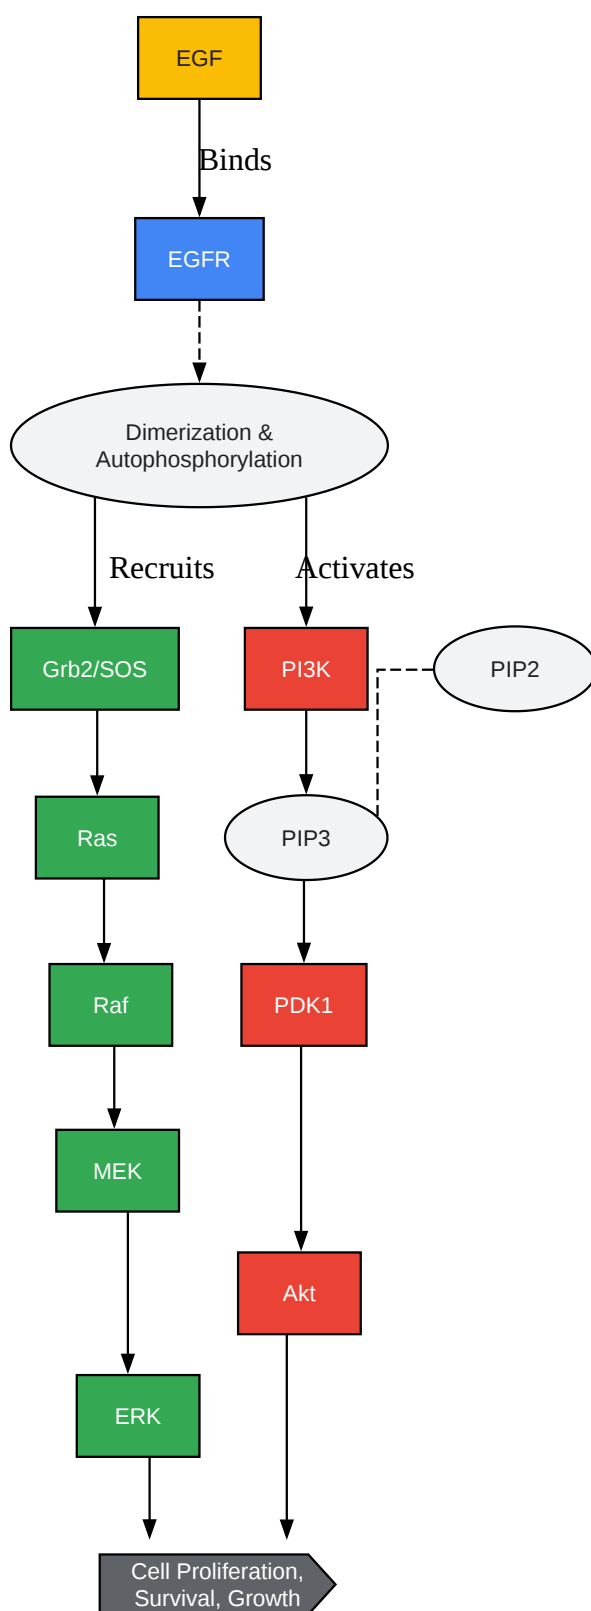 EGF
Binds
EGFR
Dimerization &
Autophosphorylation
Recruits
Activates
Grb2/SOS
PI3K
PIP2
Ras
PIP3
Raf
PDK1
MEK
Akt
ERK
Cell Proliferation,
Survival, Growth